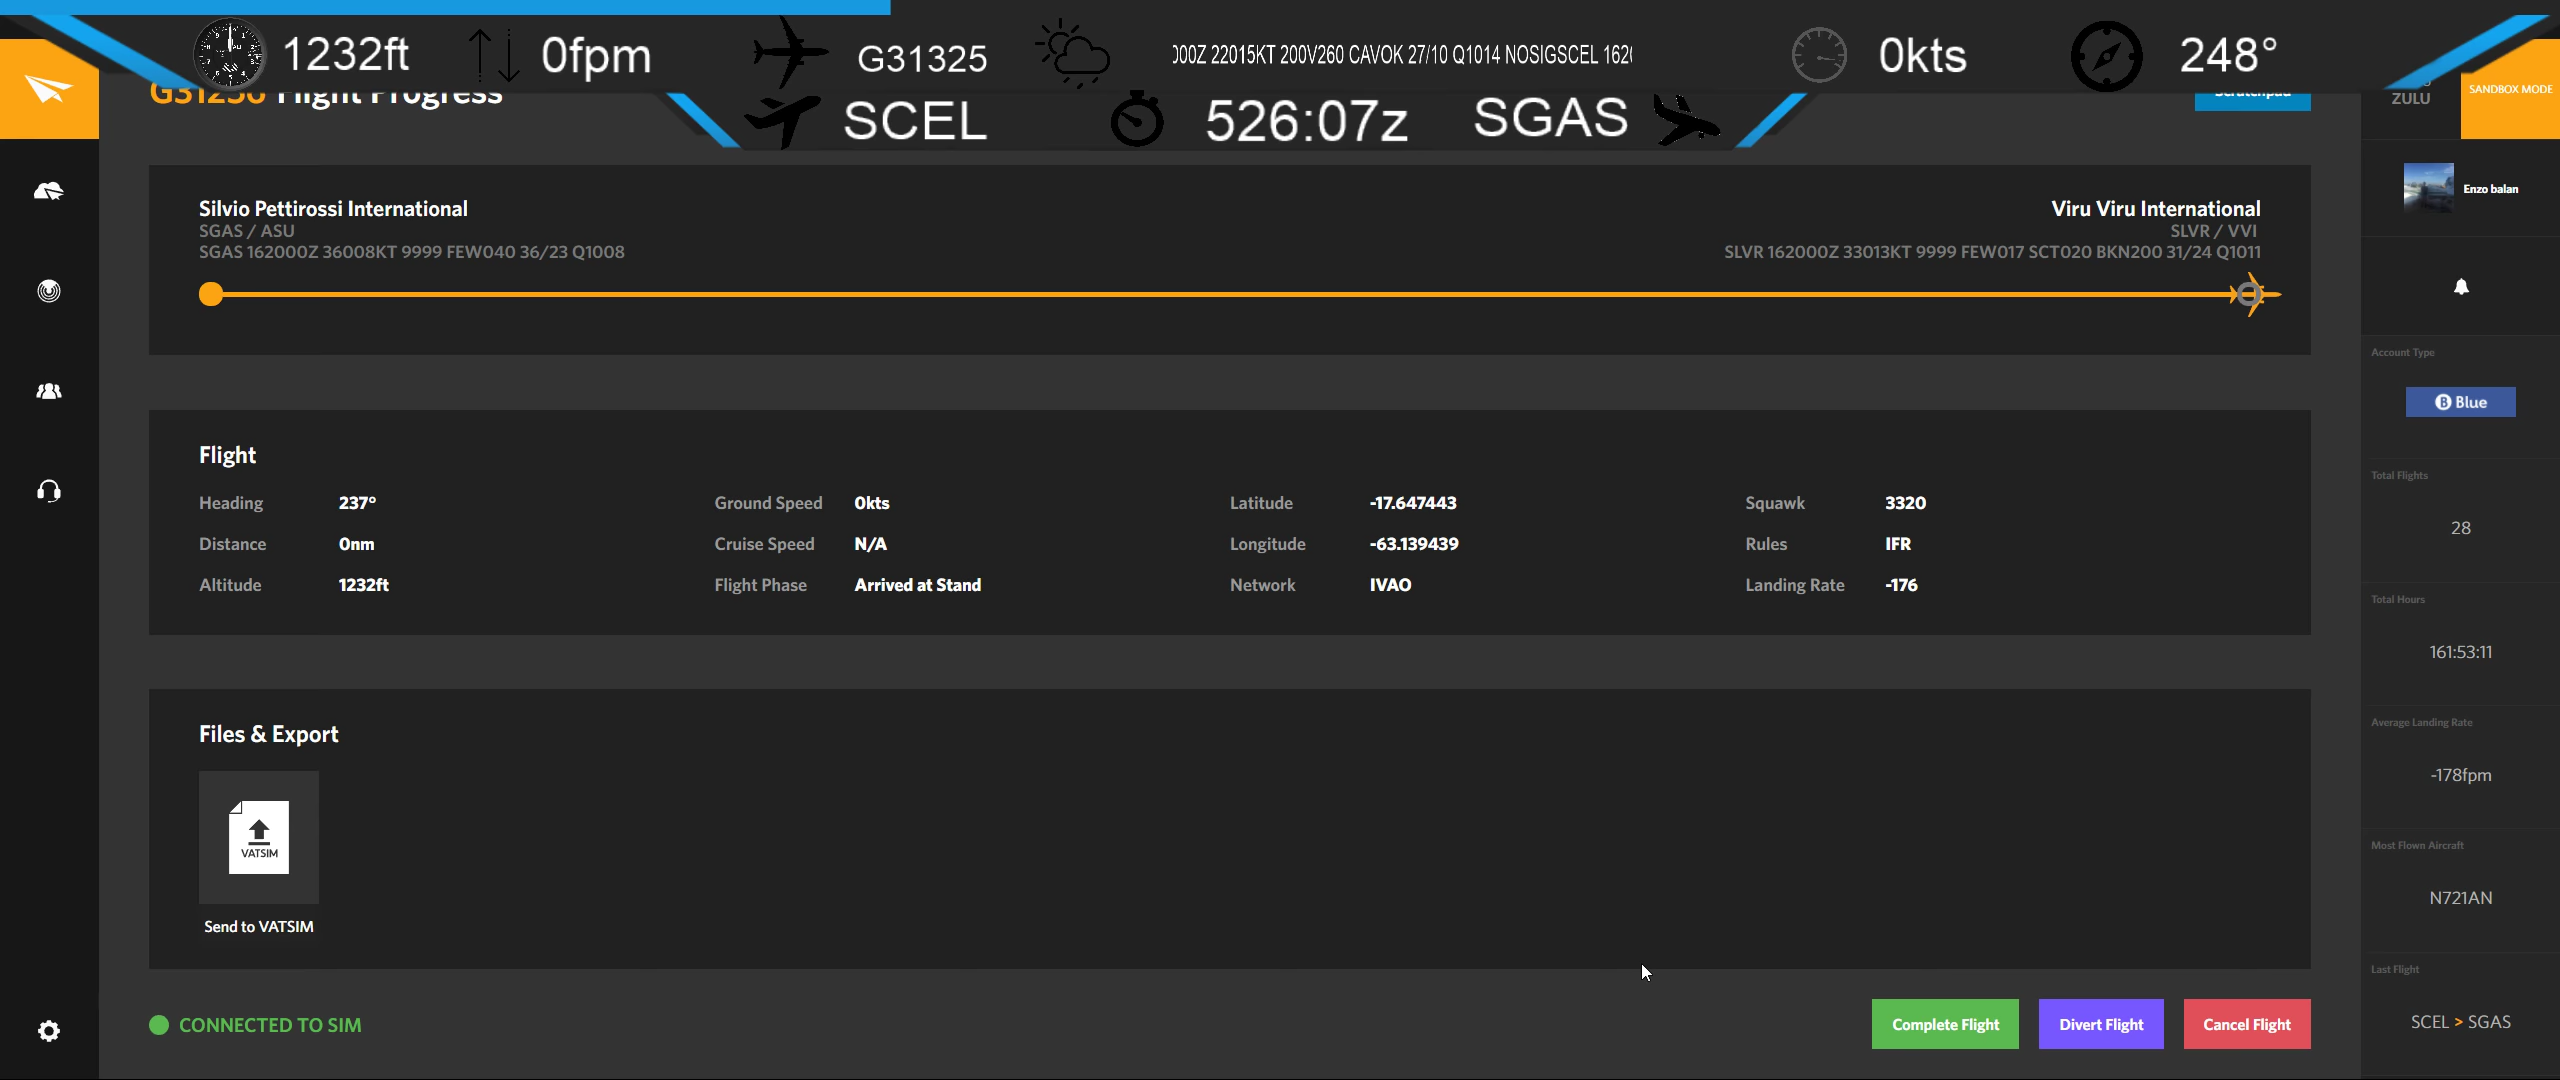 1232ft
0fpm
G31325
000Z 22015KT 200V260 CAVOK 27/10 Q1014 NOSIGSCEL 162
0kts
248°
Flight Progress
SCEL
526:07z
SGAS
Scratchpad
ZULU
SANDBOX MODE
Enzo balan
Silvio Pettirossi International
SGAS / ASU
SGAS 162000Z 36008KT 9999 FEW040 36/23 Q1008
Viru Viru International
SLVR / VVI
SLVR 162000Z 33013KT 9999 FEW017 SCT020 BKN200 31/24 Q1011
Flight
Heading 237° Ground Speed 0kts Latitude -17.647443 Squawk 3320
Distance 0nm Cruise Speed N/A Longitude -63.139439 Rules IFR
Altitude 1232ft Flight Phase Arrived at Stand Network IVAO Landing Rate -176
Files & Export
VATSIM
Send to VATSIM
CONNECTED TO SIM
Complete Flight
Divert Flight
Cancel Flight
Account Type
B Blue
Total Flights
28
Total Hours
161:53:11
Average Landing Rate
-178fpm
Most Flown Aircraft
N721AN
Last Flight
SCEL > SGAS